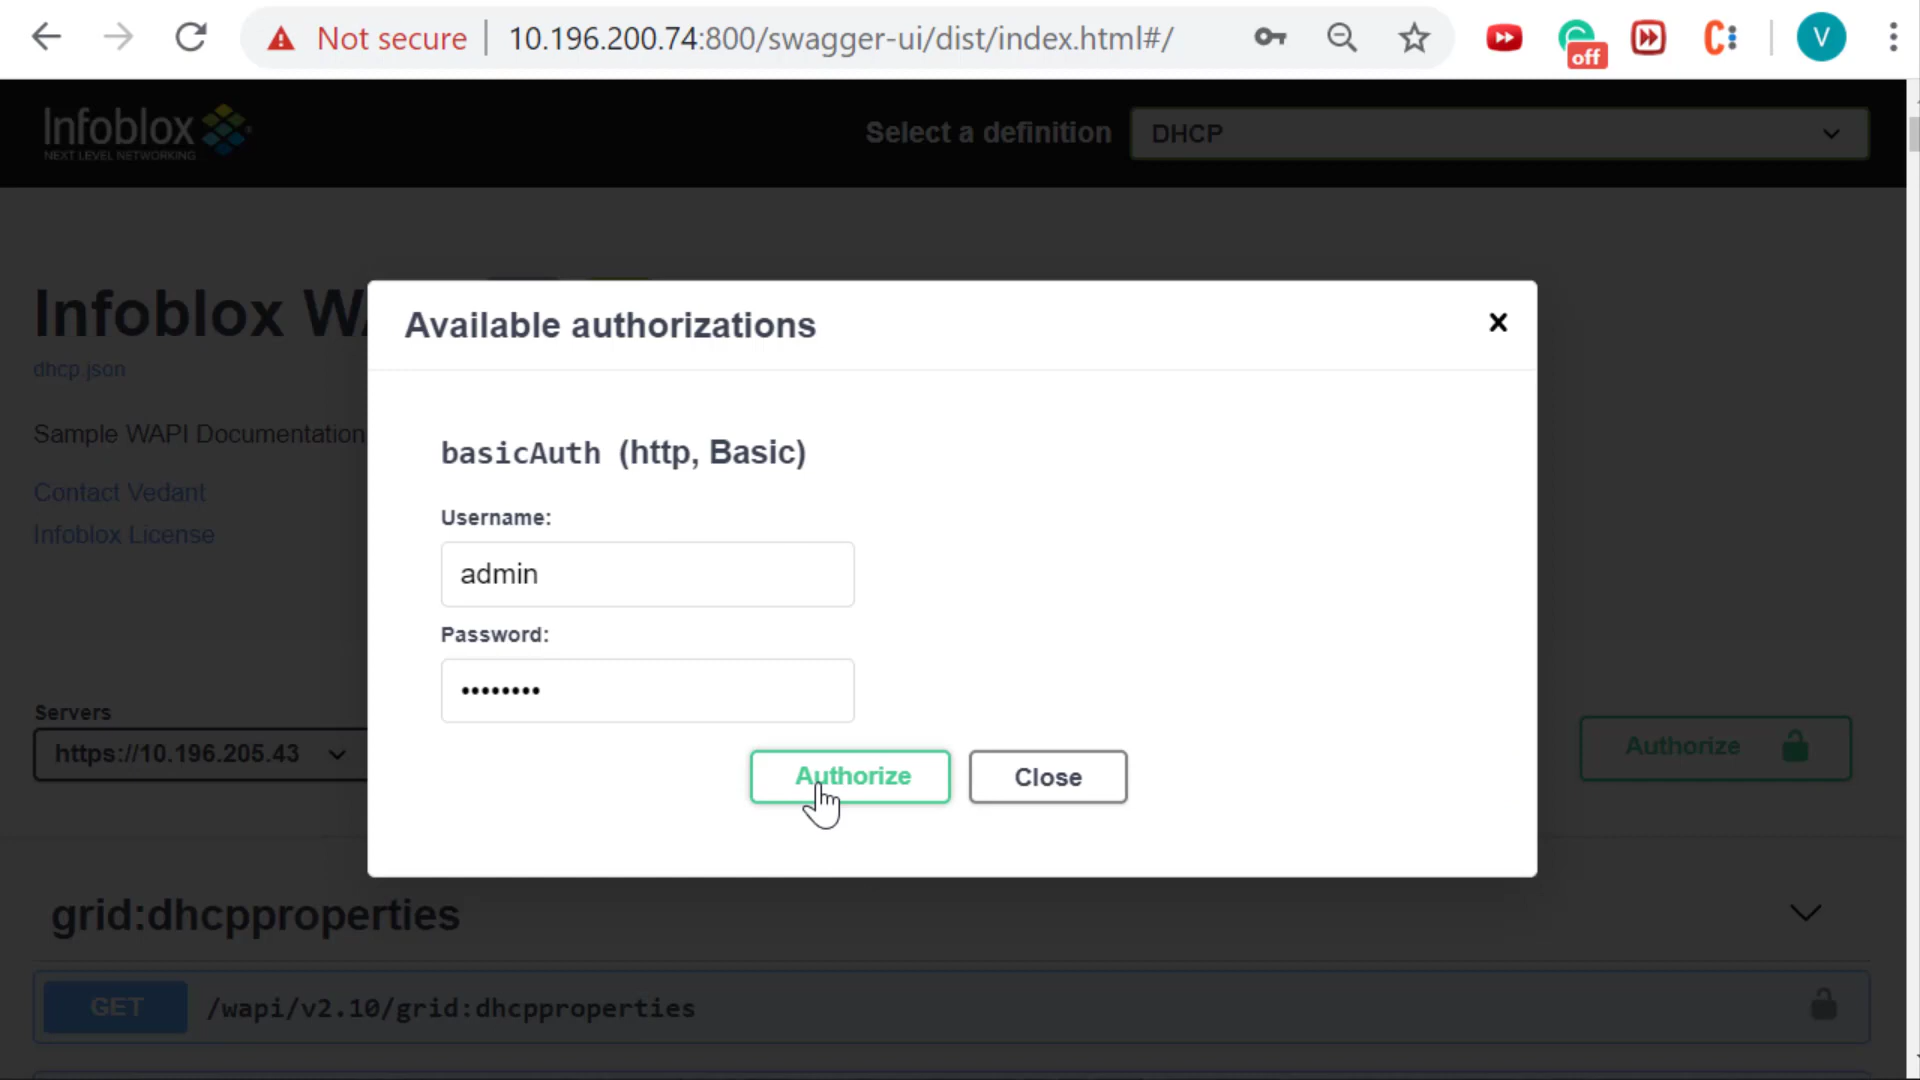 Not secure | 10.196.200.74:800/swagger-ui/dist/index.html#/
off
V
Infoblox
NEXT LEVEL NETWORKING
Select a definition
DHCP
Infoblox WA
dhcp.json
Sample WAPI Documentation
Contact Vedant
Infoblox License
Available authorizations
basicAuth (http, Basic)
Username:
admin
Password:
••••••••
Authorize
Close
Servers
https://10.196.205.43
Authorize
grid:dhcpproperties
GET
/wapi/v2.10/grid:dhcpproperties